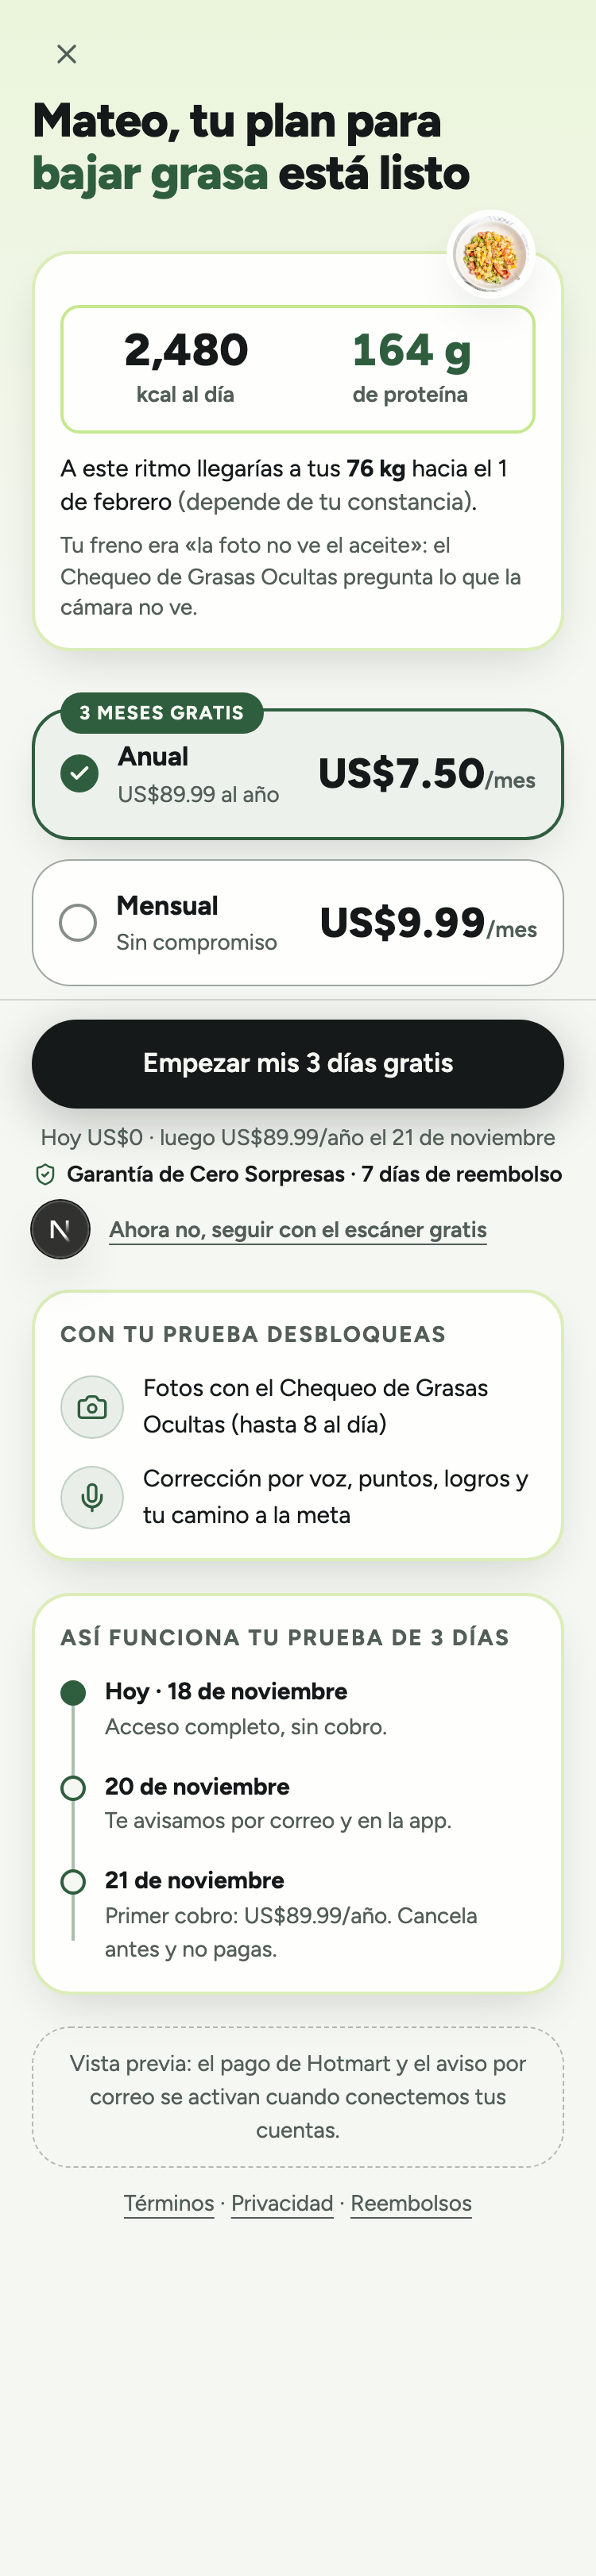 Mateo, tu plan para
bajar grasa está listo
2,480
kcal al día
164 g
de proteína
A este ritmo llegarías a tus 76 kg hacia el 1
de febrero (depende de tu constancia).
Tu freno era «la foto no ve el aceite»: el
Chequeo de Grasas Ocultas pregunta lo que la
cámara no ve.
3 MESES GRATIS
Anual
US$89.99 al año
US$7.50/mes
Mensual
Sin compromiso
US$9.99/mes
Empezar mis 3 días gratis
Hoy US$0 · luego US$89.99/año el 21 de noviembre
Garantía de Cero Sorpresas · 7 días de reembolso
N
Ahora no, seguir con el escáner gratis
CON TU PRUEBA DESBLOQUEAS
Fotos con el Chequeo de Grasas
Ocultas (hasta 8 al día)
Corrección por voz, puntos, logros y
tu camino a la meta
ASÍ FUNCIONA TU PRUEBA DE 3 DÍAS
Hoy · 18 de noviembre
Acceso completo, sin cobro.
20 de noviembre
Te avisamos por correo y en la app.
21 de noviembre
Primer cobro: US$89.99/año. Cancela
antes y no pagas.
Vista previa: el pago de Hotmart y el aviso por
correo se activan cuando conectemos tus
cuentas.
Términos · Privacidad · Reembolsos